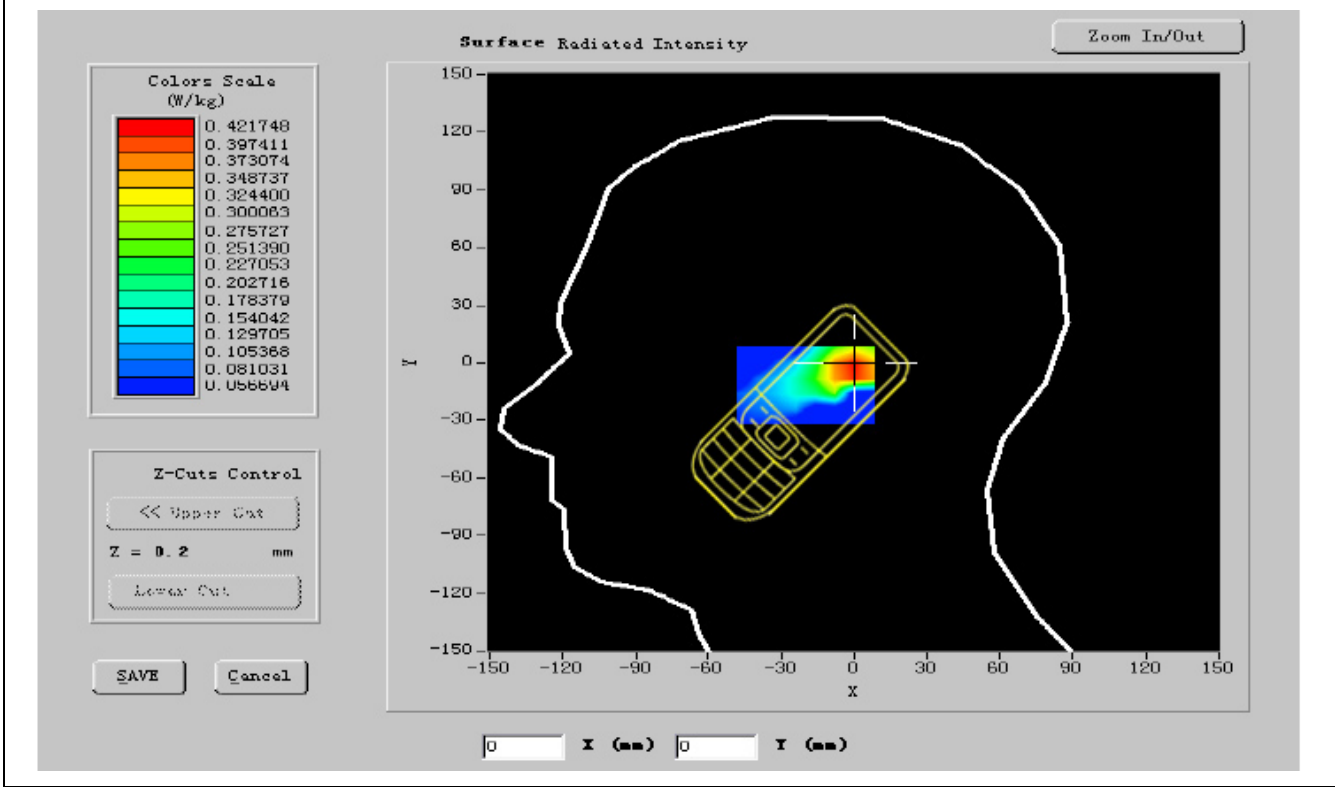 Surface Radiated Intensity
Zoom In/Out
Colors Scale
(W/kg)
0.421748
0.397411
0.373074
0.348737
0.324400
0.300063
0.275727
0.251390
0.227053
0.202716
0.178379
0.154042
0.129705
0.105368
0.081031
0.056694
Z-Cuts Control
<< Upper Cut
Z = 0.2 mm
Lower Cut
SAVE
Cancel
150
120
90
60
30
0
-30
-60
-90
-120
-150
Y
-150 -120 -90 -60 -30 0 30 60 90 120 150
X
0 X (mm) 0 Y (mm)